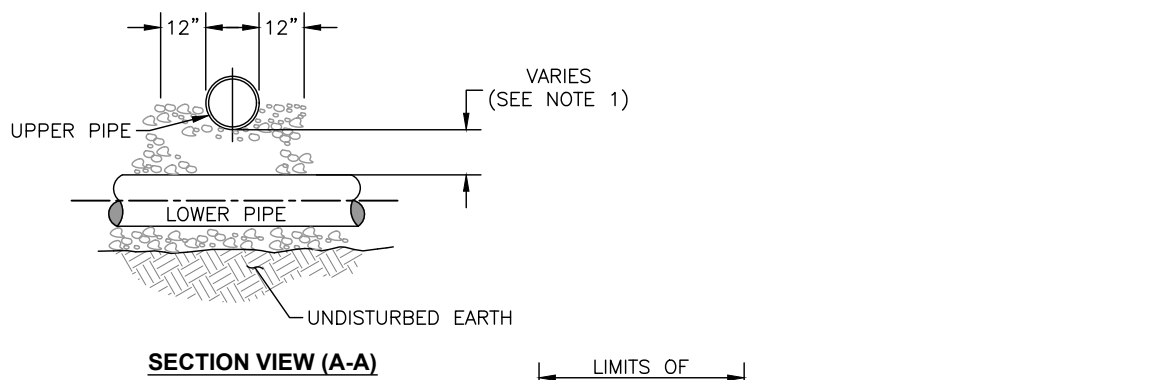 12” 12”
VARIES
(SEE NOTE 1)
UPPER PIPE
LOWER PIPE
UNDISTURBED EARTH
SECTION VIEW (A-A)
LIMITS OF